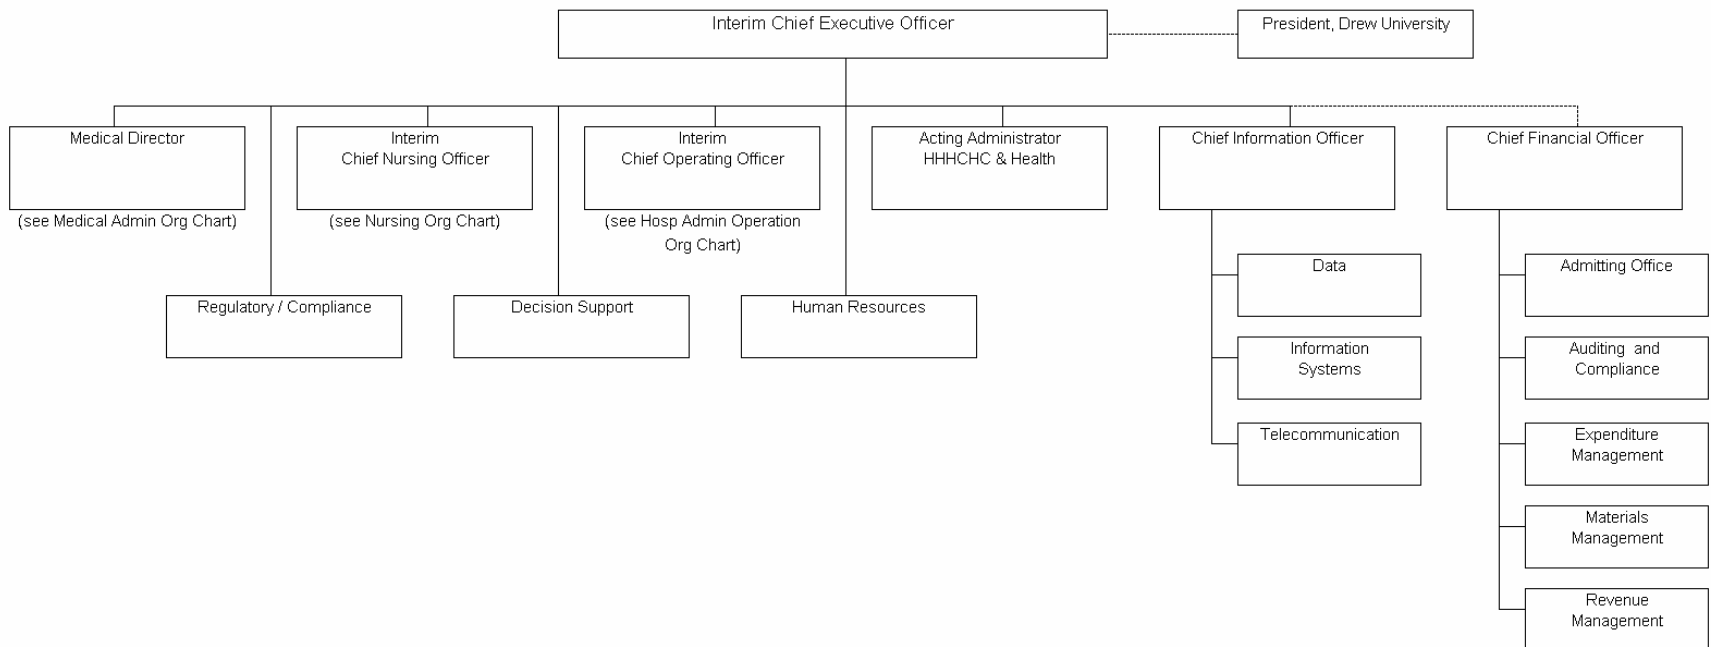 Interim Chief Executive Officer
President, Drew University
Medical Director
(see Medical Admin Org Chart)
Interim
Chief Nursing Officer
(see Nursing Org Chart)
Interim
Chief Operating Officer
(see Hosp Admin Operation
Org Chart)
Acting Administrator
HHHCHC & Health
Chief Information Officer
Chief Financial Officer
Regulatory / Compliance
Decision Support
Human Resources
Data
Information
Systems
Telecommunication
Admitting Office
Auditing and
Compliance
Expenditure
Management
Materials
Management
Revenue
Management